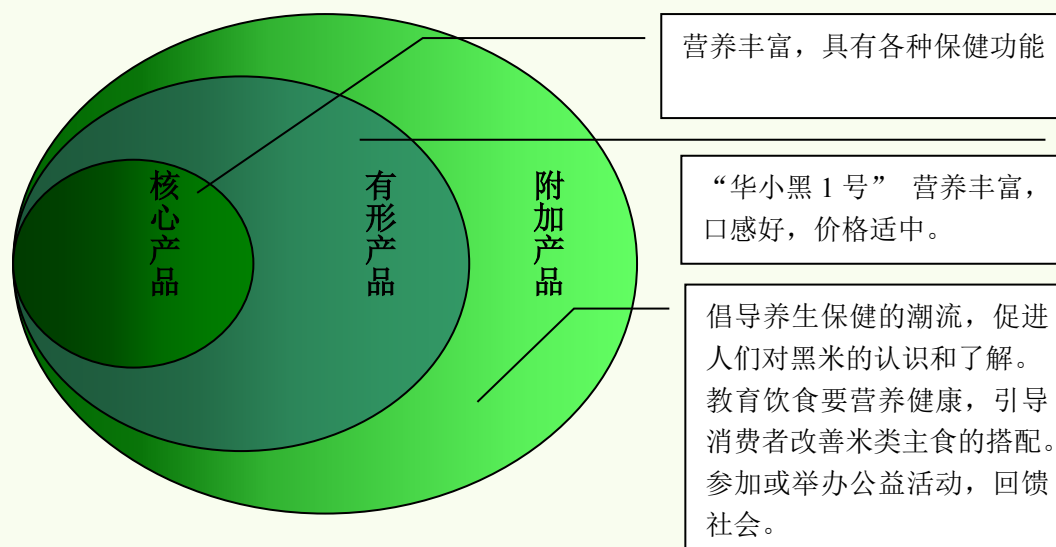 核心产品
有形产品
附加产品
营养丰富，具有各种保健功能
“华小黑 1 号” 营养丰富，
口感好，价格适中。
倡导养生保健的潮流，促进
人们对黑米的认识和了解。
教育饮食要营养健康，引导
消费者改善米类主食的搭配。
参加或举办公益活动，回馈
社会。